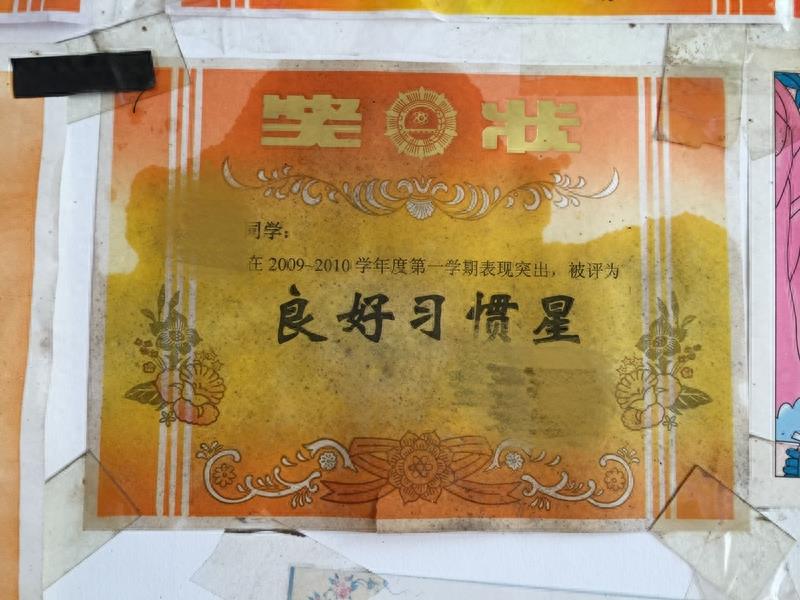 奖状
同学：
在 2009-2010 学年度第一学期表现突出，被评为
良好习惯星